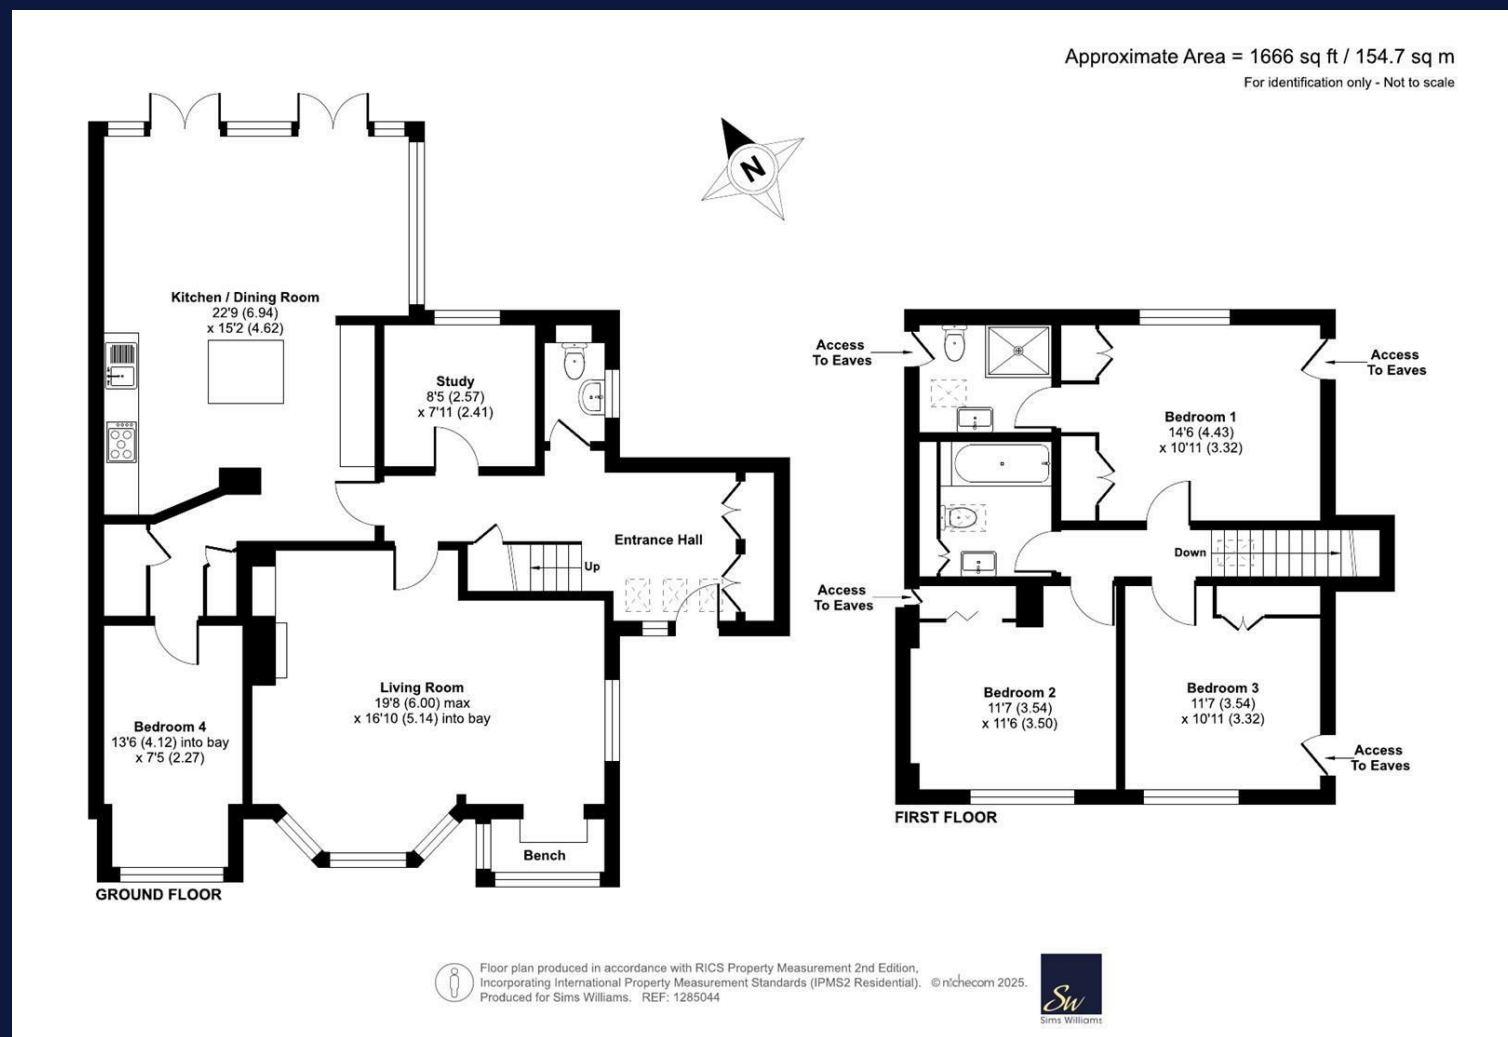 Approximate Area = 1666 sq ft / 154.7 sq m
For identification only - Not to scale
N
Kitchen / Dining Room
22'9 (6.94)
x 15'2 (4.62)
Study
8'5 (2.57)
x 7'11 (2.41)
Entrance Hall
Up
Living Room
19'8 (6.00) max
x 16'10 (5.14) into bay
Bedroom 4
13'6 (4.12) into bay
x 7'5 (2.27)
Bench
GROUND FLOOR
Access
To Eaves
Access
To Eaves
Bedroom 1
14'6 (4.43)
x 10'11 (3.32)
Down
Access
To Eaves
Bedroom 2
11'7 (3.54)
x 11'6 (3.50)
Bedroom 3
11'7 (3.54)
x 10'11 (3.32)
Access
To Eaves
FIRST FLOOR
Floor plan produced in accordance with RICS Property Measurement 2nd Edition,
Incorporating International Property Measurement Standards (IPMS2 Residential). © nichecom 2025.
Produced for Sims Williams. REF: 1285044
Sw
Sims Williams